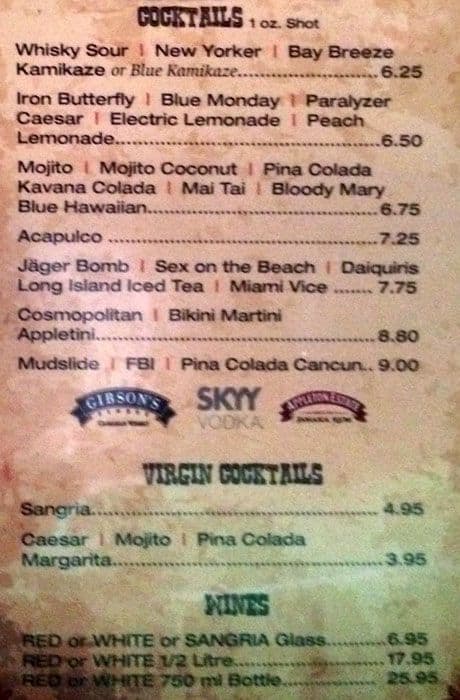 COCKTAILS 1 oz. Shot
Whisky Sour | New Yorker | Bay Breeze
Kamikaze or Blue Kamikaze........................6.25
Iron Butterfly | Blue Monday | Paralyzer
Caesar | Electric Lemonade | Peach
Lemonade.............................................6.50
Mojito | Mojito Coconut | Pina Colada
Kavana Colada | Mai Tai | Bloody Mary
Blue Hawaiian.......................................6.75
Acapulco .............................................7.25
Jäger Bomb | Sex on the Beach | Daiquiris
Long Island Iced Tea | Miami Vice ....... 7.75
Cosmopolitan | Bikini Martini
Appletini...............................................8.80
Mudslide | FBI | Pina Colada Cancun.. 9.00
GIBSON'S
SKYY
VODKA
APPLETON ESTATE
JAMAICA RUM
VIRGIN COCKTAILS
Sangria................................................ 4.95
Caesar | Mojito | Pina Colada
Margarita.............................................3.95
WINES
RED or WHITE or SANGRIA Glass..........6.95
RED or WHITE 1/2 Litre.........................17.95
RED or WHITE 750 ml Bottle................. 25.95